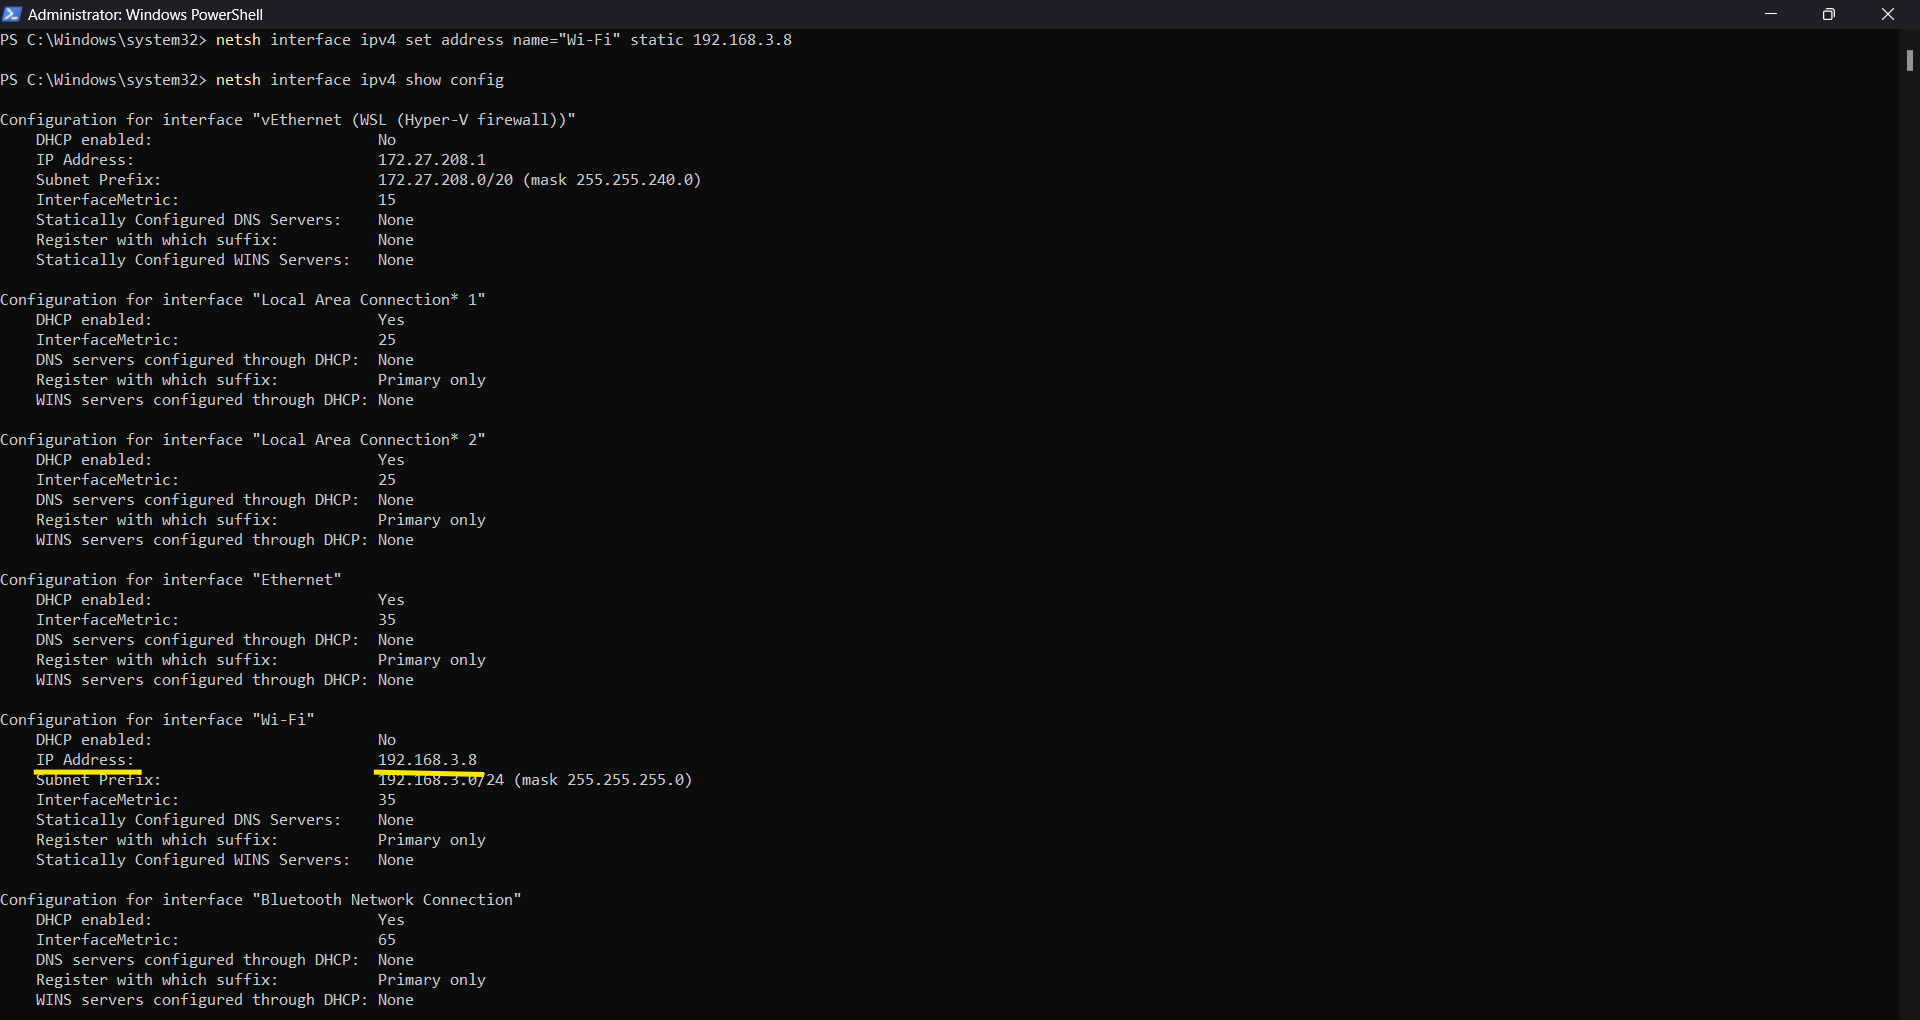 Administrator: Windows PowerShell
PS C:\Windows\system32> netsh interface ipv4 set address name="Wi-Fi" static 192.168.3.8
PS C:\Windows\system32> netsh interface ipv4 show config
Configuration for interface "vEthernet (WSL (Hyper-V firewall))"
DHCP enabled: No
IP Address: 172.27.208.1
Subnet Prefix: 172.27.208.0/20 (mask 255.255.240.0)
InterfaceMetric: 15
Statically Configured DNS Servers: None
Register with which suffix: None
Statically Configured WINS Servers: None
Configuration for interface "Local Area Connection* 1"
DHCP enabled: Yes
InterfaceMetric: 25
DNS servers configured through DHCP: None
Register with which suffix: Primary only
WINS servers configured through DHCP: None
Configuration for interface "Local Area Connection* 2"
DHCP enabled: Yes
InterfaceMetric: 25
DNS servers configured through DHCP: None
Register with which suffix: Primary only
WINS servers configured through DHCP: None
Configuration for interface "Ethernet"
DHCP enabled: Yes
InterfaceMetric: 35
DNS servers configured through DHCP: None
Register with which suffix: Primary only
WINS servers configured through DHCP: None
Configuration for interface "Wi-Fi"
DHCP enabled: No
IP Address: 192.168.3.8
Subnet Prefix: 192.168.3.0/24 (mask 255.255.255.0)
InterfaceMetric: 35
Statically Configured DNS Servers: None
Register with which suffix: Primary only
Statically Configured WINS Servers: None
Configuration for interface "Bluetooth Network Connection"
DHCP enabled: Yes
InterfaceMetric: 65
DNS servers configured through DHCP: None
Register with which suffix: Primary only
WINS servers configured through DHCP: None